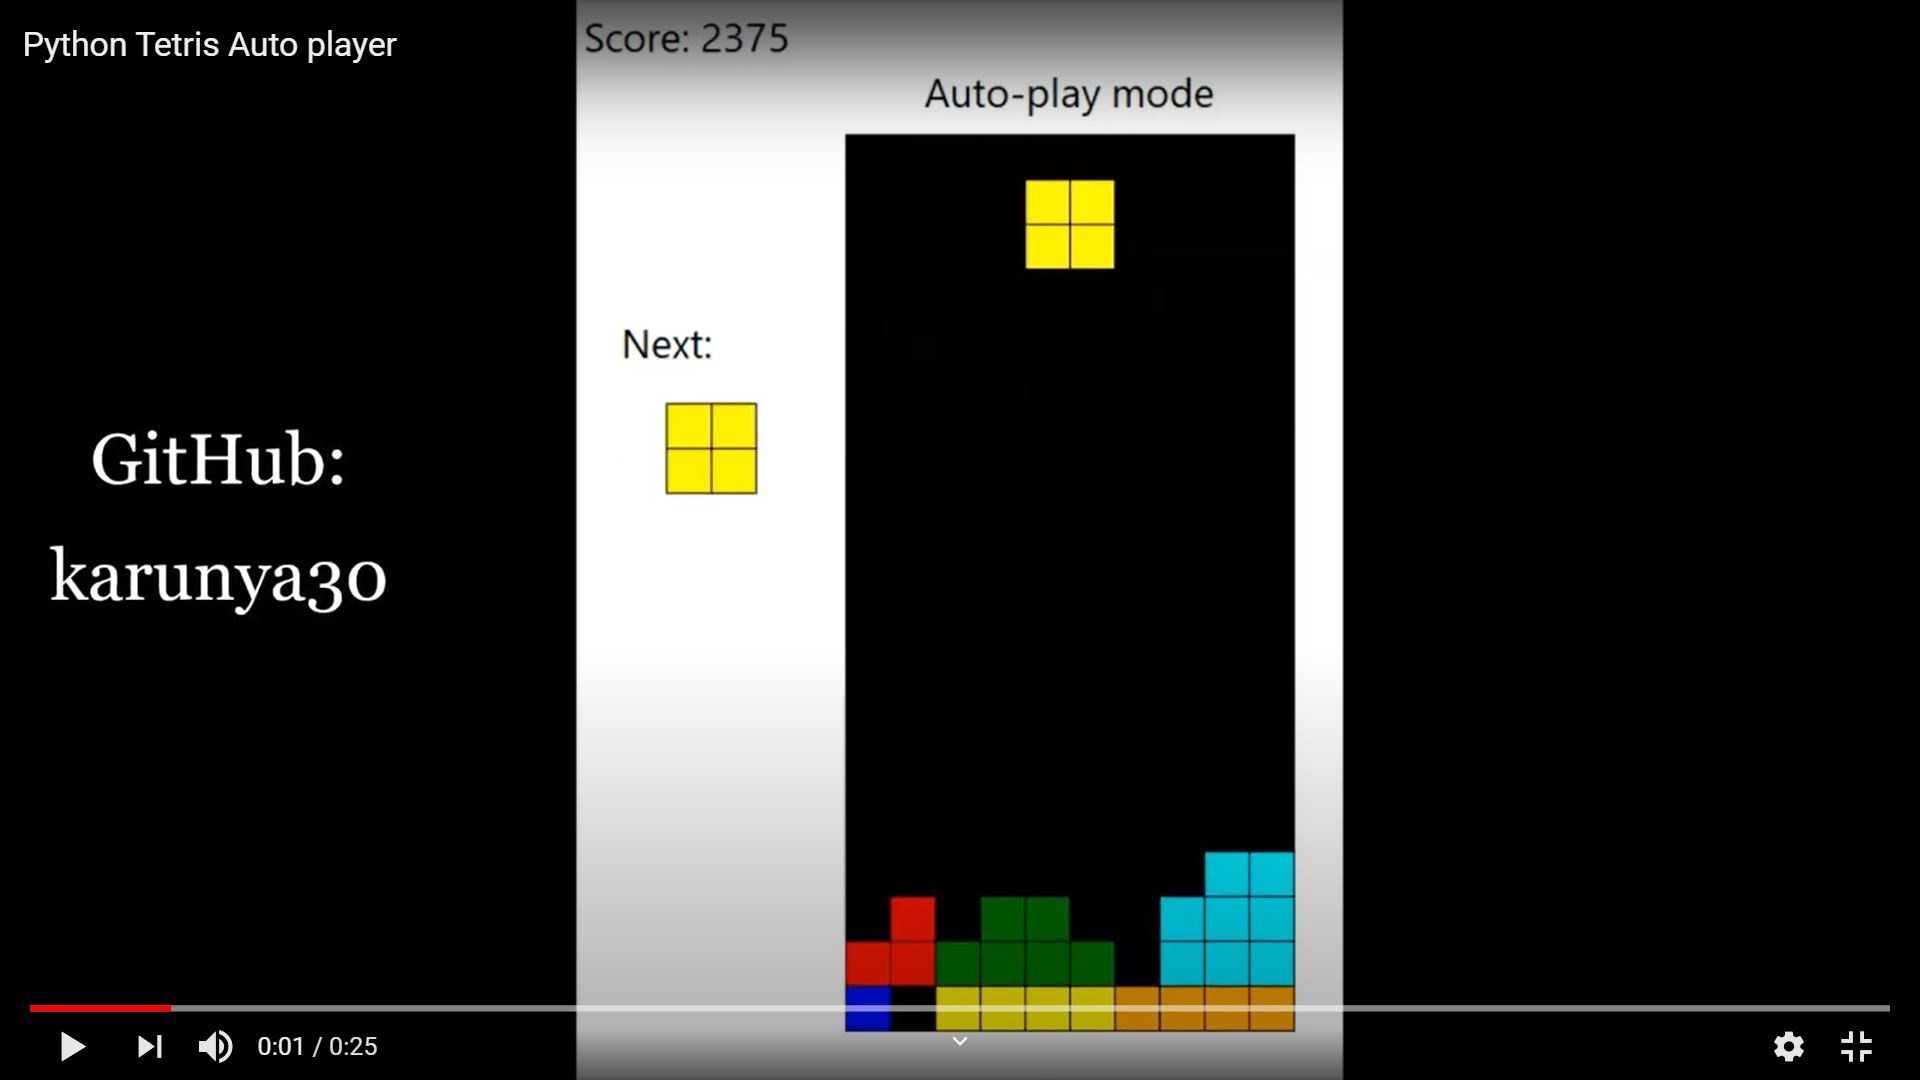 Python Tetris Auto player
Score: 2375
Auto-play mode
Next:
GitHub:
karunya30
0:01 / 0:25